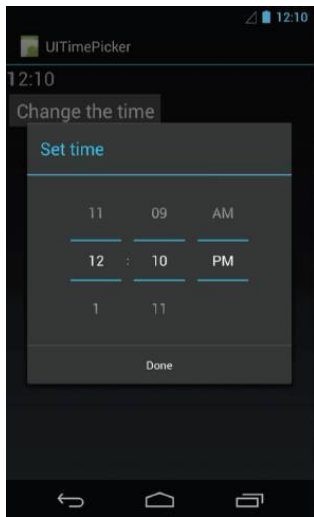 12:10
UITimePicker
12:10
Change the time
Set time
11 09 AM
12 : 10 PM
1 11
Done